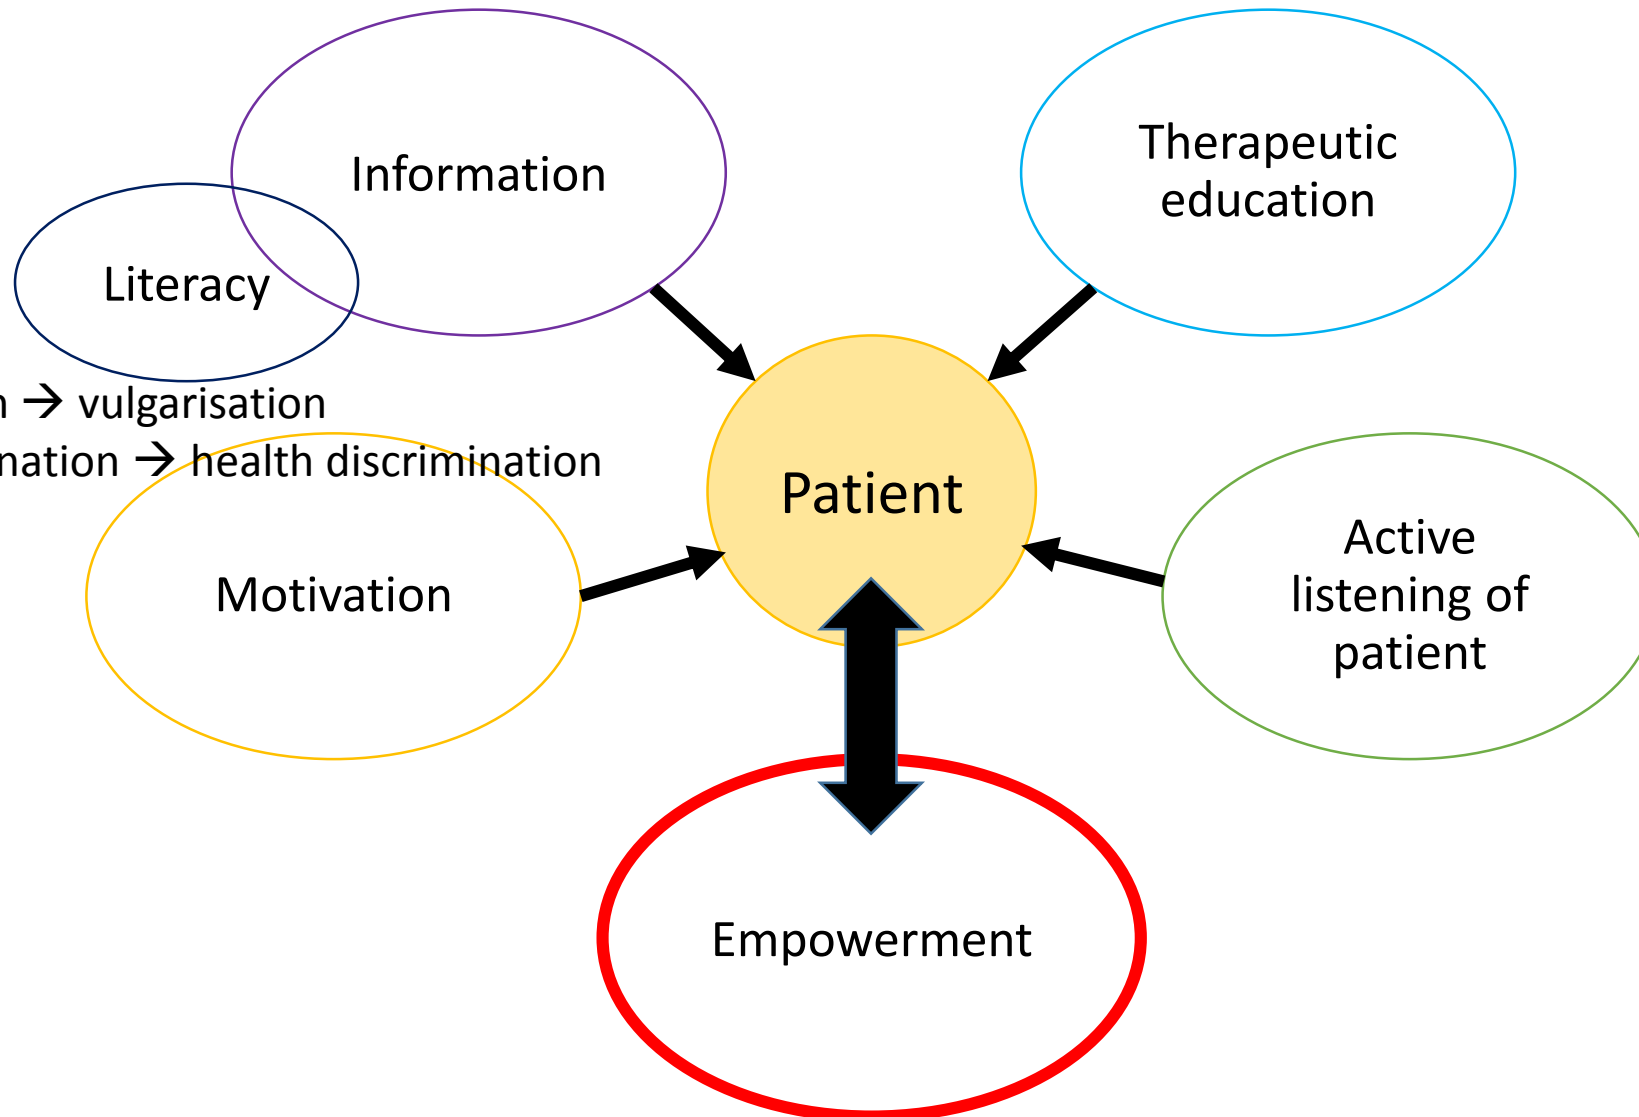 Information
Therapeutic
education
Literacy
→ vulgarisation
→ health discrimination
Patient
Motivation
Active
listening of
patient
Empowerment